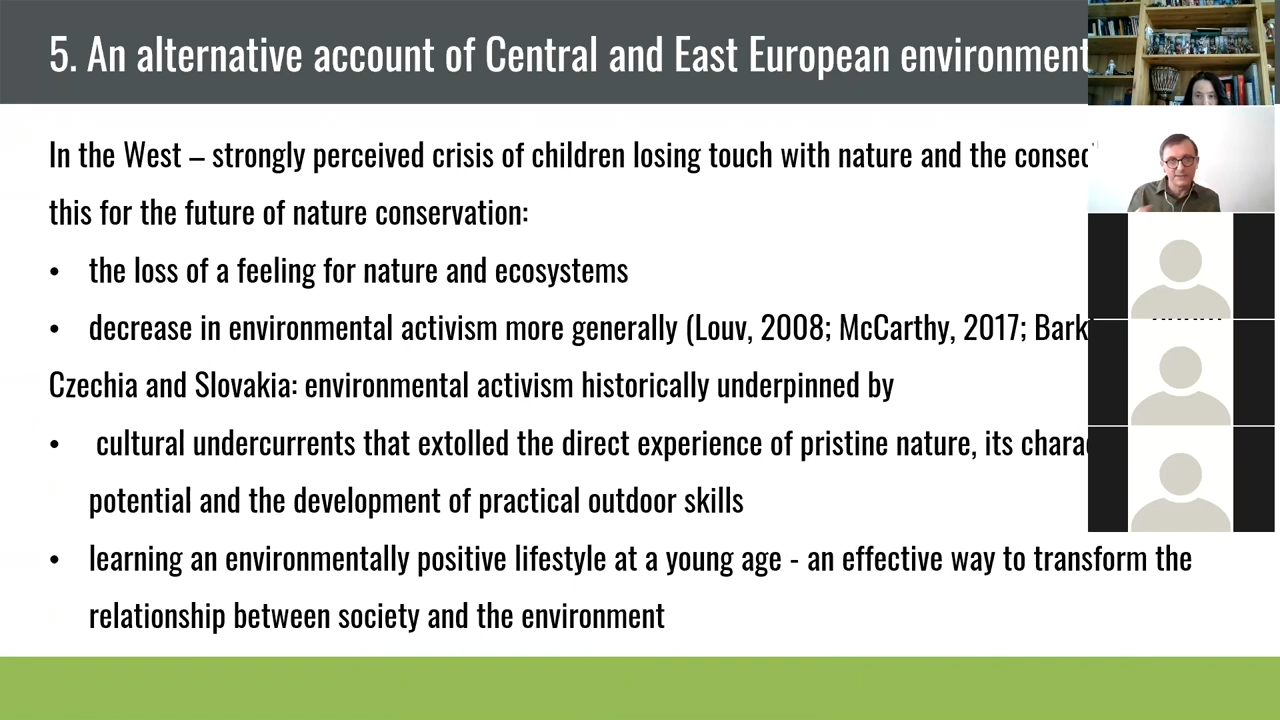 5. An alternative account of Central and East European
In the West – strongly perceived crisis of children losing touch with nature and the
this for the future of nature conservation:
• the loss of a feeling for nature and ecosystems
• decrease in environmental activism more generally (Louv, 2008; McCarthy, 2017;
Czechia and Slovakia: environmental activism historically underpinned by
• cultural undercurrents that extolled the direct experience of pristine nature, its
potential and the development of practical outdoor skills
• learning an environmentally positive lifestyle at a young age - an effective way to transform the
relationship between society and the environment